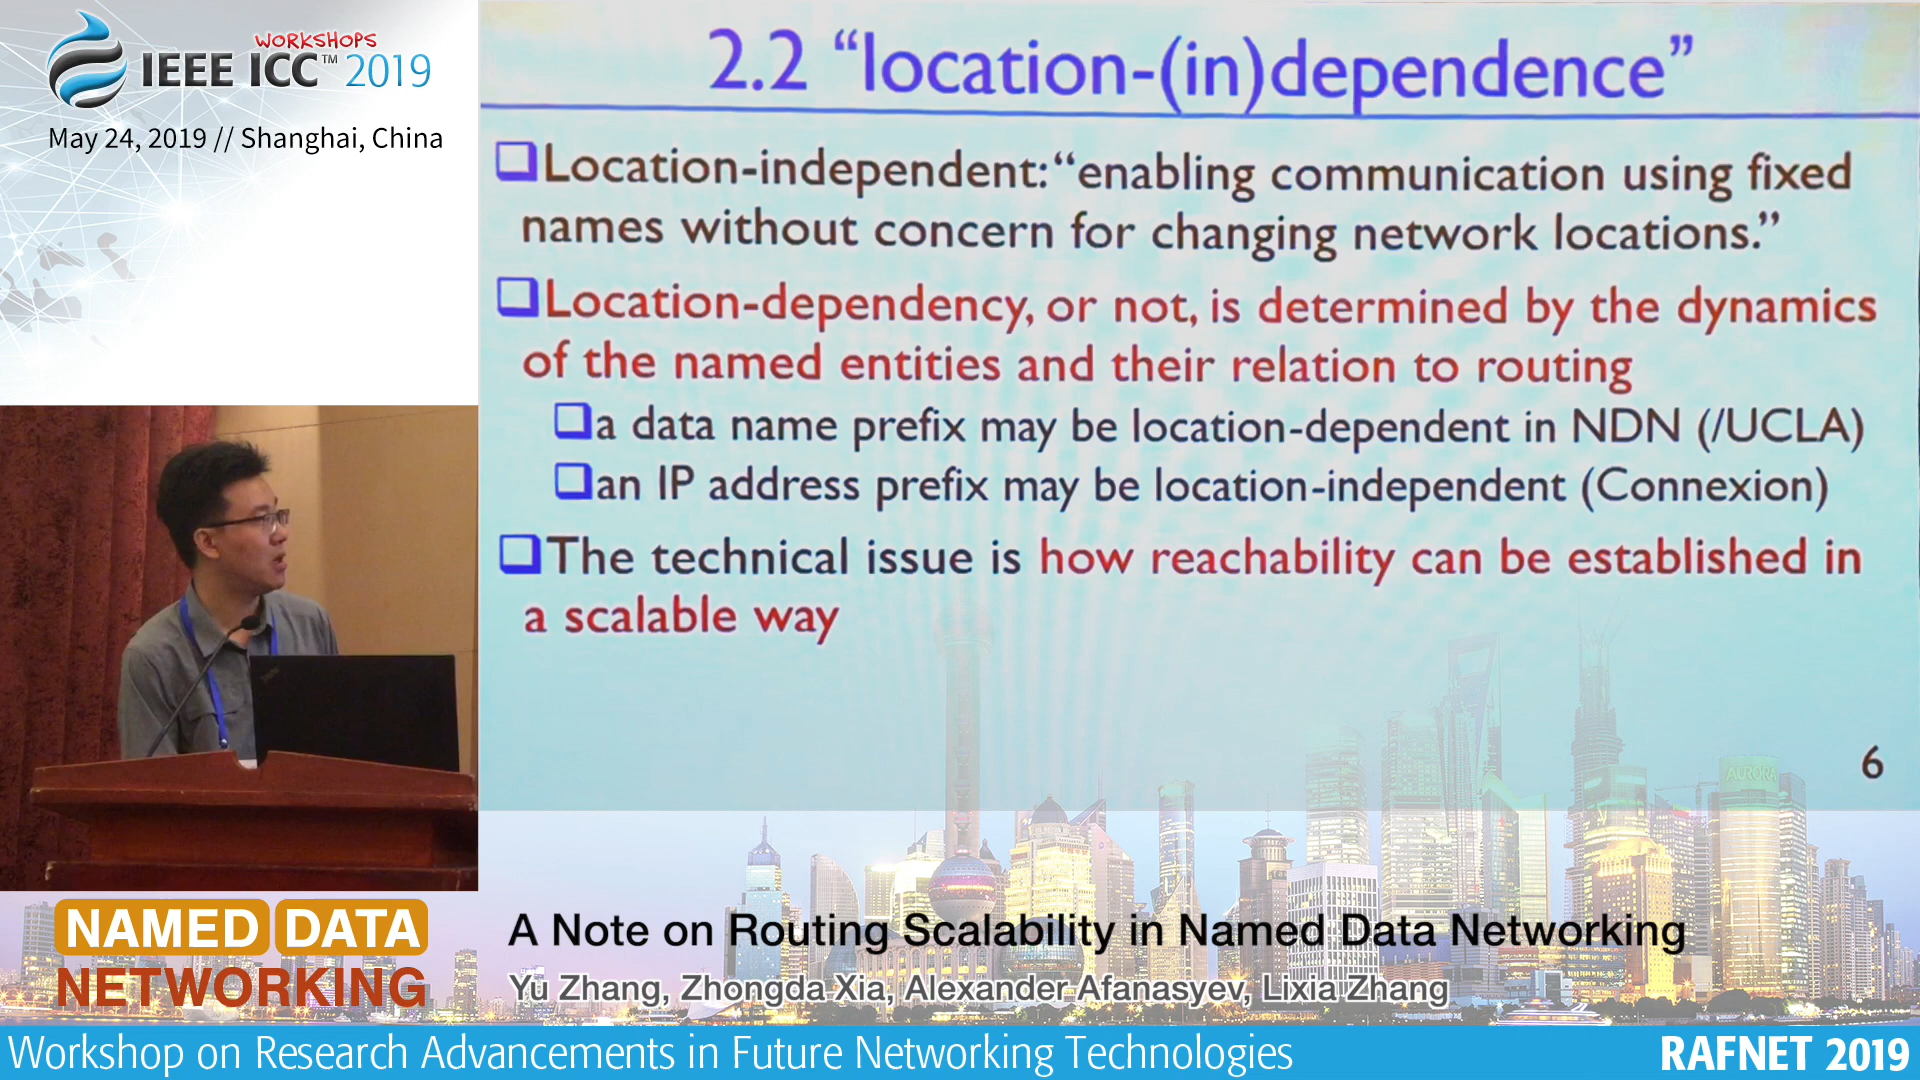 WORKSHOPS
IEEE ICC™ 2019
May 24, 2019 // Shanghai, China
2.2 “location-(in)dependence”
❑Location-independent: “enabling communication using fixed
names without concern for changing network locations.”
❑Location-dependency, or not, is determined by the dynamics
of the named entities and their relation to routing
❑a data name prefix may be location-dependent in NDN (/UCLA)
❑an IP address prefix may be location-independent (Connexion)
❑The technical issue is how reachability can be established in
a scalable way
6
AURORA
NAMED DATA
NETWORKING
A Note on Routing Scalability in Named Data Networking
Yu Zhang, Zhongda Xia, Alexander Afanasyev, Lixia Zhang
Workshop on Research Advancements in Future Networking Technologies
RAFNET 2019